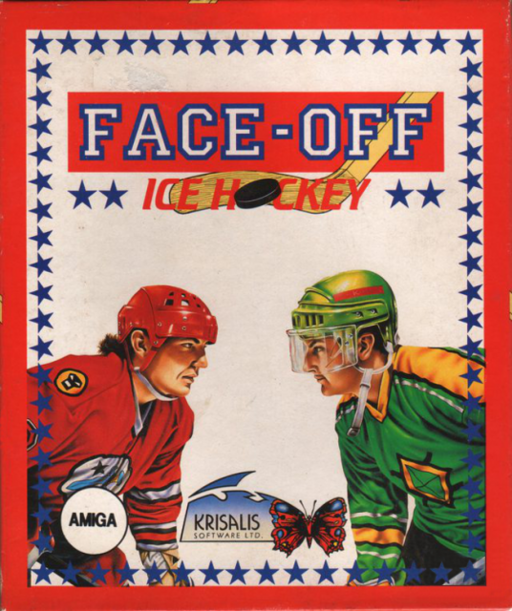 FACE-OFF
ICE HOCKEY
AMIGA
KRISALIS
SOFTWARE LTD.